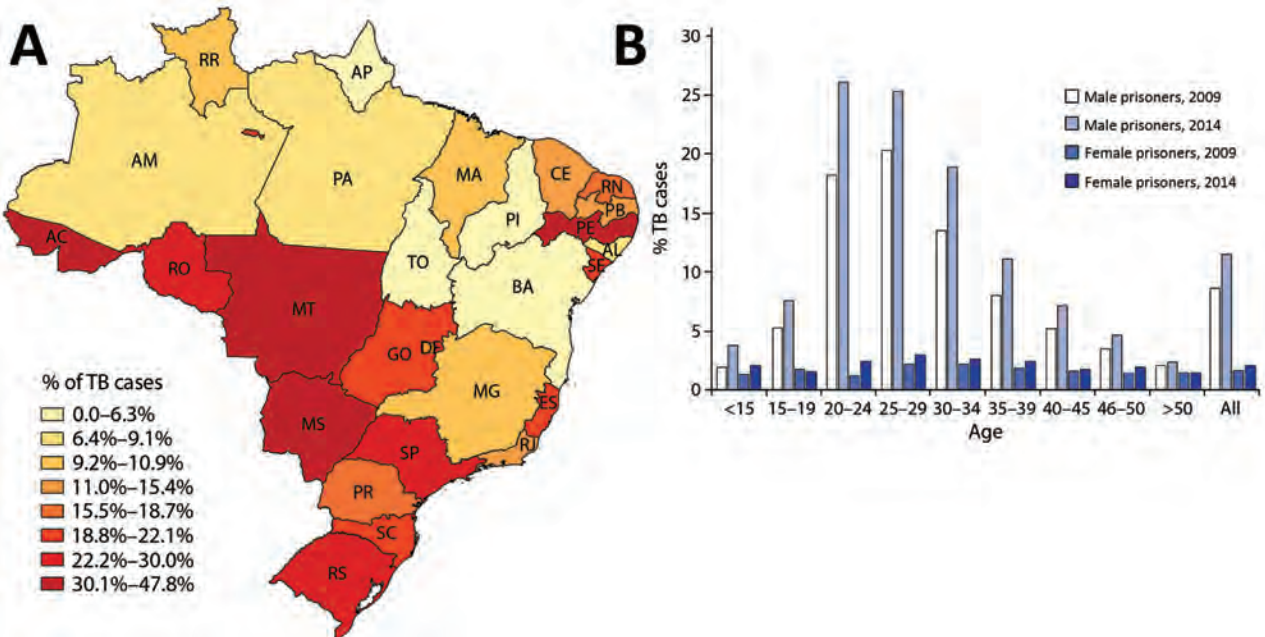 A
RR
AP
AM
PA
MA
CE
RN
PB
PI
PE
AL
SE
AC
RO
TO
BA
MT
GO
DF
MG
ES
MS
SP
RJ
PR
SC
RS
% of TB cases
0.0–6.3%
6.4%–9.1%
9.2%–10.9%
11.0%–15.4%
15.5%–18.7%
18.8%–22.1%
22.2%–30.0%
30.1%–47.8%
B
% TB cases
30
25
20
15
10
5
0
Male prisoners, 2009
Male prisoners, 2014
Female prisoners, 2009
Female prisoners, 2014
<15 15–19 20–24 25–29 30–34 35–39 40–45 46–50 >50 All
Age